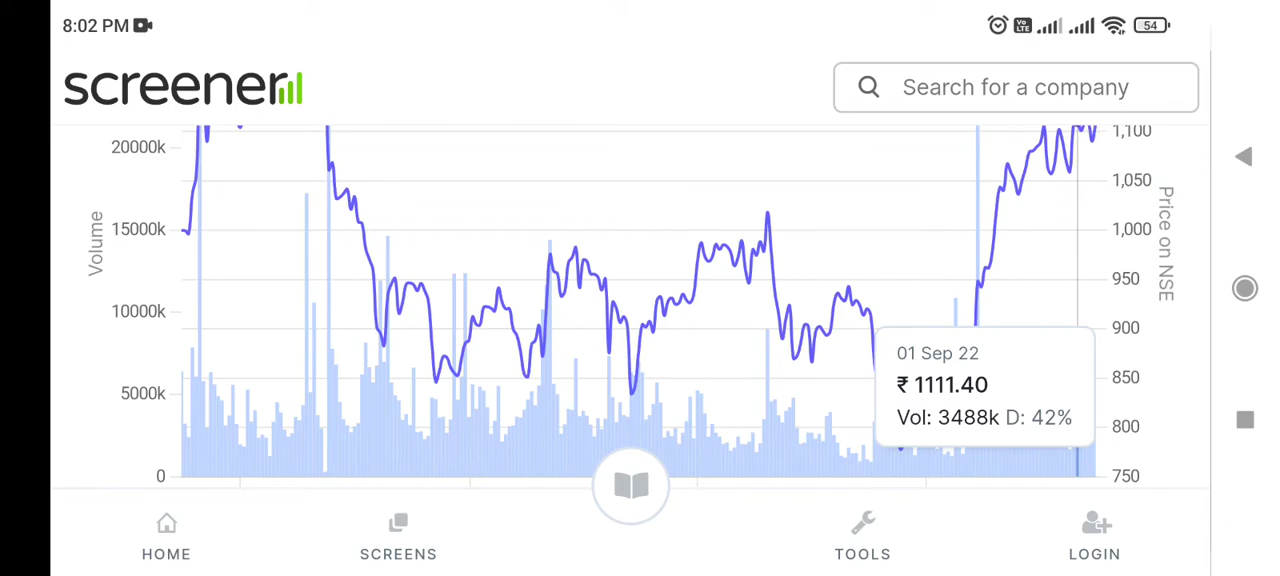 8:02 PM
Vo LTE
54
screener
Search for a company
20000k
15000k
10000k
5000k
0
Volume
1,100
1,050
1,000
950
900
850
800
750
Price on NSE
01 Sep 22
₹ 1111.40
Vol: 3488k D: 42%
HOME
SCREENS
TOOLS
LOGIN